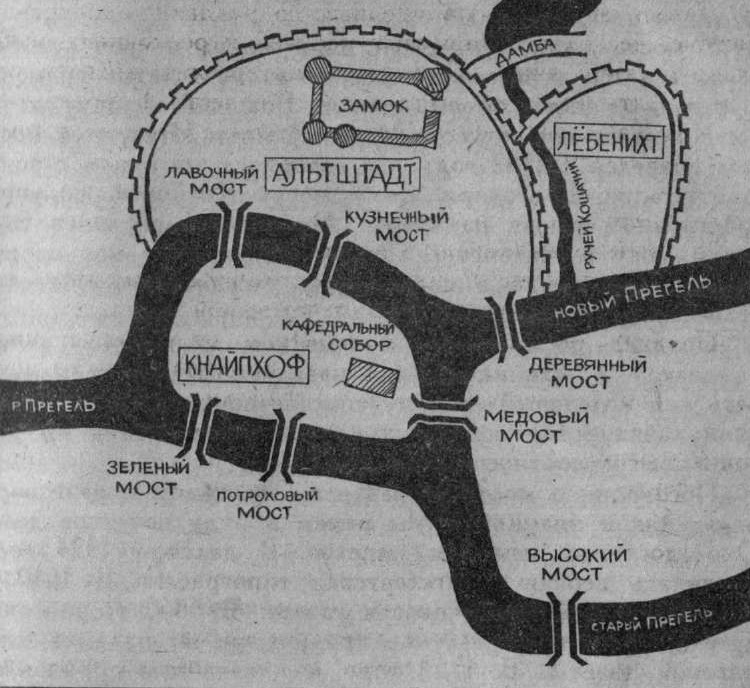 ДАМБА
ЗАМОК
ЛЁБЕНИХТ
ЛАВОЧНЫЙ
МОСТ
АЛЬТШТАДТ
КУЗНЕЧНЫЙ
МОСТ
РУЧЕЙ КОШАЧИЙ
НОВЫЙ ПРЕГЕЛЬ
КАФЕДРАЛЬНЫЙ
СОБОР
КНАЙПХОФ
ДЕРЕВЯННЫЙ
МОСТ
Р. ПРЕГЕЛЬ
МЕДОВЫЙ
МОСТ
ЗЕЛЕНЫЙ
МОСТ
ПОТРОХОВЫЙ
МОСТ
ВЫСОКИЙ
МОСТ
СТАРЫЙ ПРЕГЕЛЬ